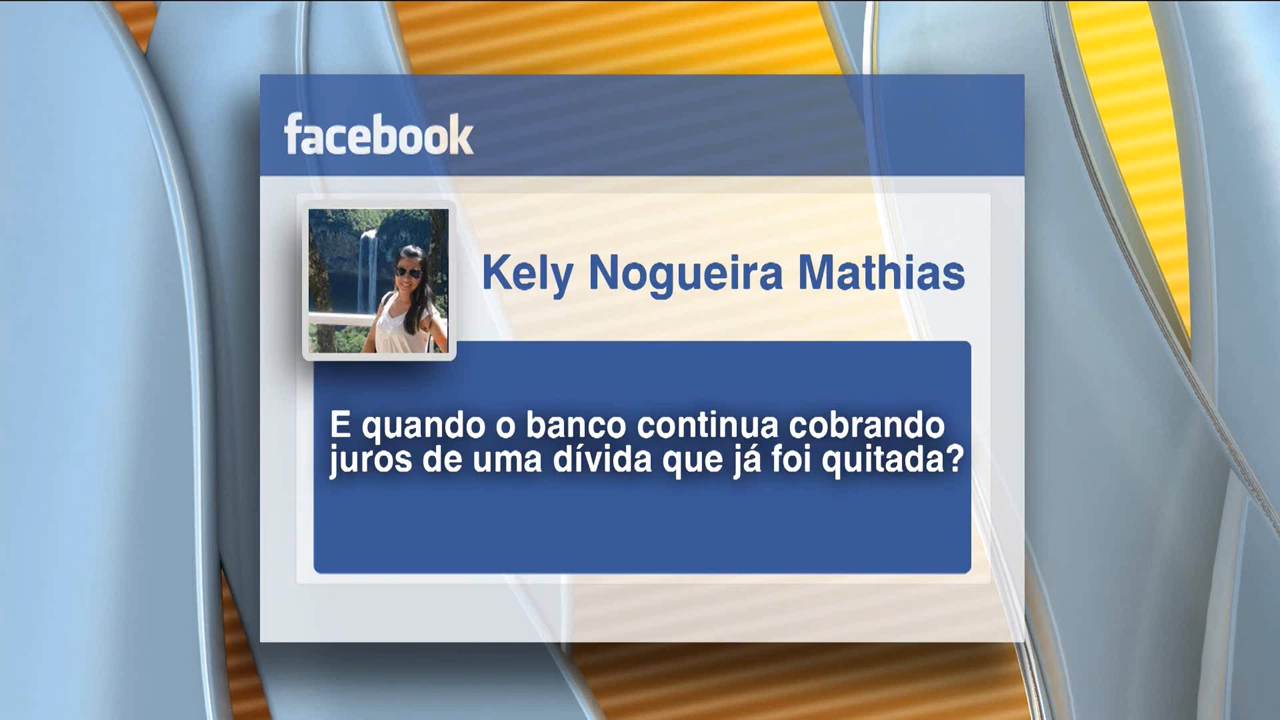 facebook
Kely Nogueira Mathias
E quando o banco continua cobrando
juros de uma dívida que já foi quitada?